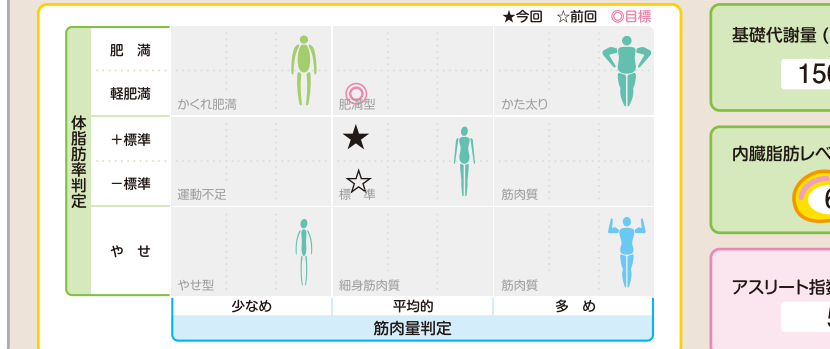 ★今回 ☆前回 ◎目標
基礎代謝量 (
150
体脂肪率判定
肥 満
軽肥満
＋標準
－標準
や せ
かくれ肥満
肥満型
かた太り
運動不足
標 準
筋肉質
やせ型
細身筋肉質
筋肉質
少なめ
平均的
多 め
筋肉量判定
内臓脂肪レベ
6
アスリート指数